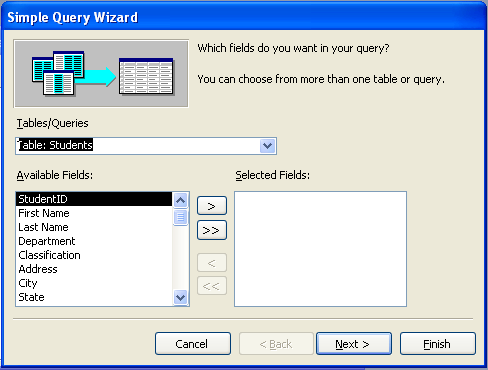 Simple Query Wizard
Which fields do you want in your query?
You can choose from more than one table or query.
Tables/Queries
Table: Students
Available Fields:
Selected Fields:
StudentID
First Name
Last Name
Department
Classification
Address
City
State
>
>>
<
<<
Cancel
< Back
Next >
Finish